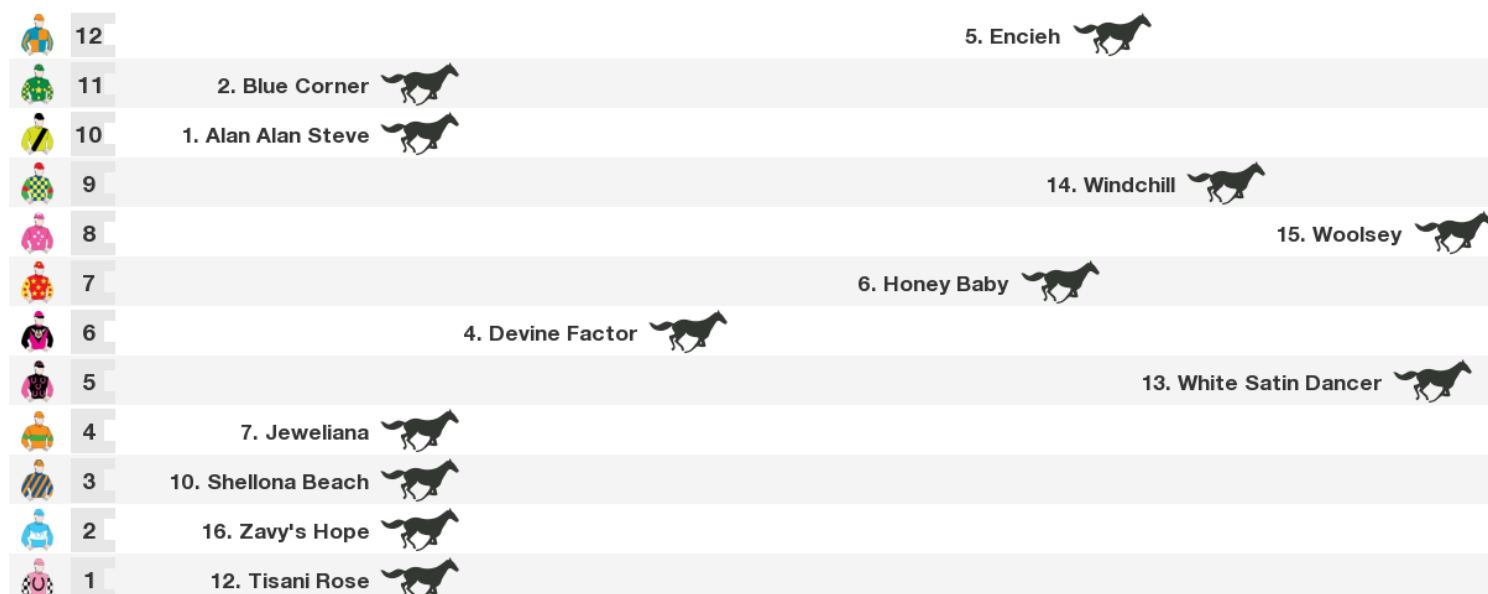 12 5. Encieh
11 2. Blue Corner
10 1. Alan Alan Steve
9 14. Windchill
8 15. Woolsey
7 6. Honey Baby
6 4. Devine Factor
5 13. White Satin Dancer
4 7. Jeweliana
3 10. Shellona Beach
2 16. Zavy's Hope
1 12. Tisani Rose